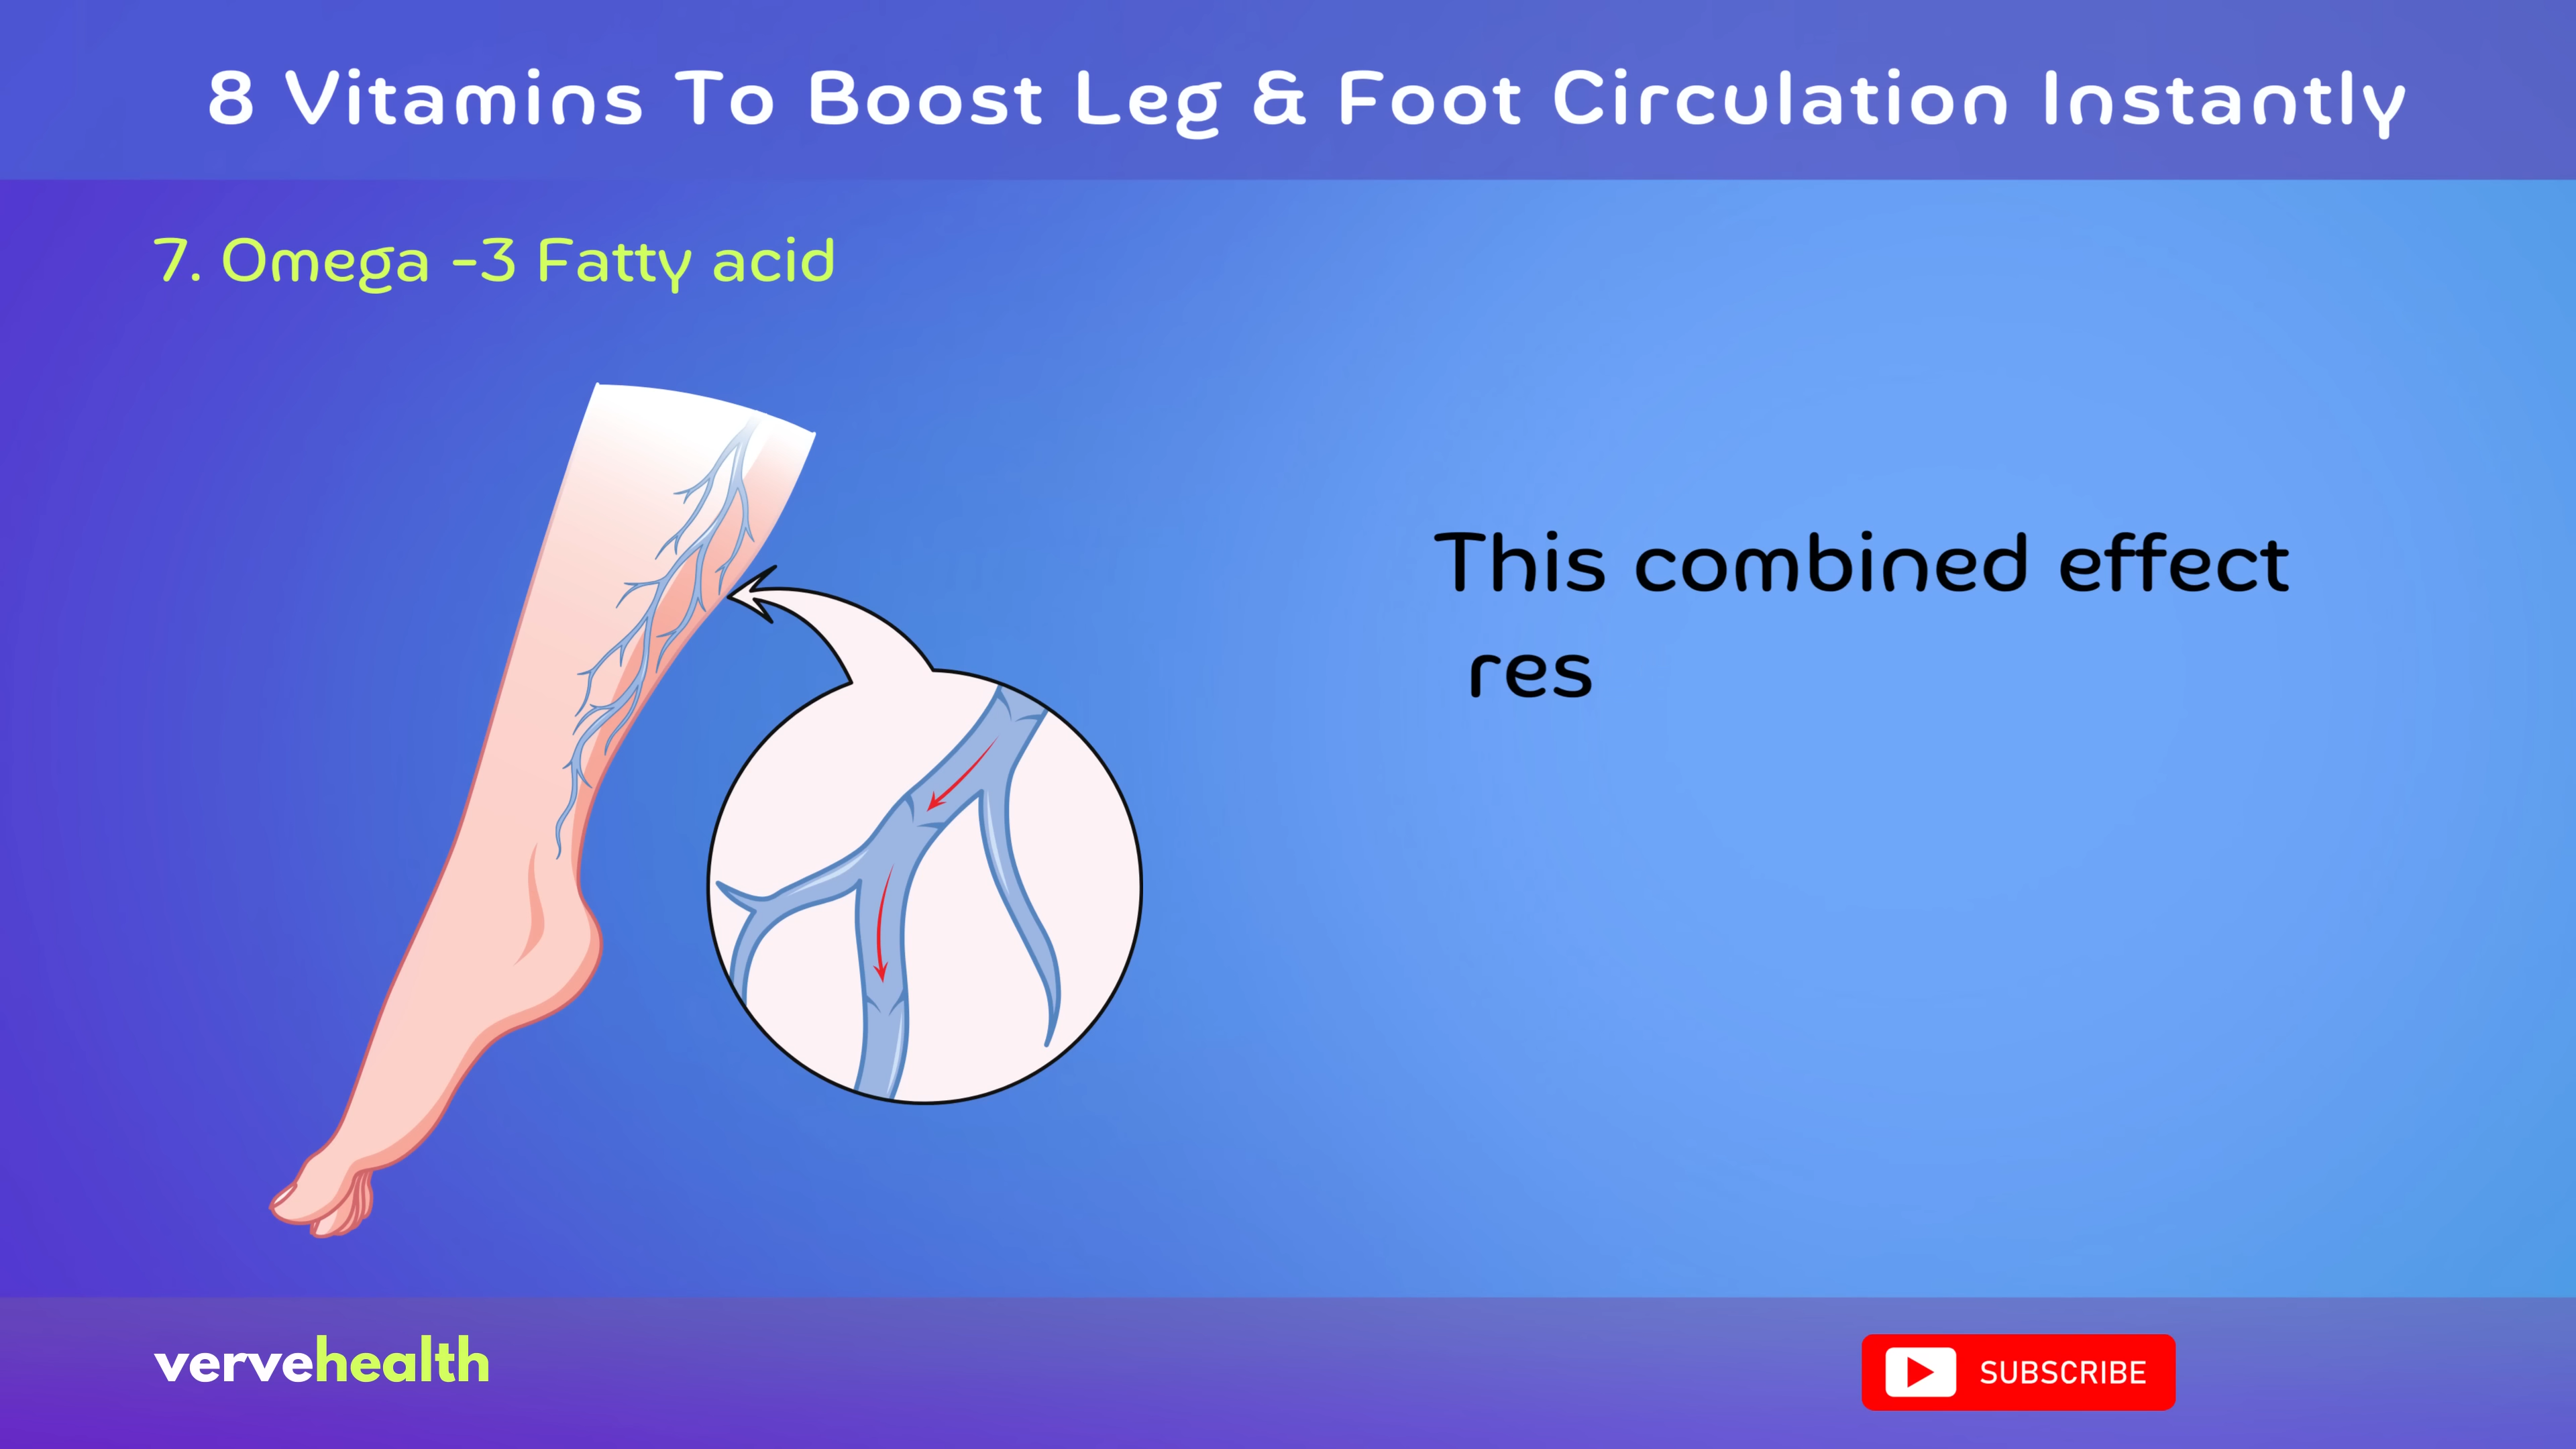 8 Vitamins To Boost Leg & Foot Circulation Instantly
7. Omega -3 Fatty acid
This combined effect
res
vervehealth
SUBSCRIBE